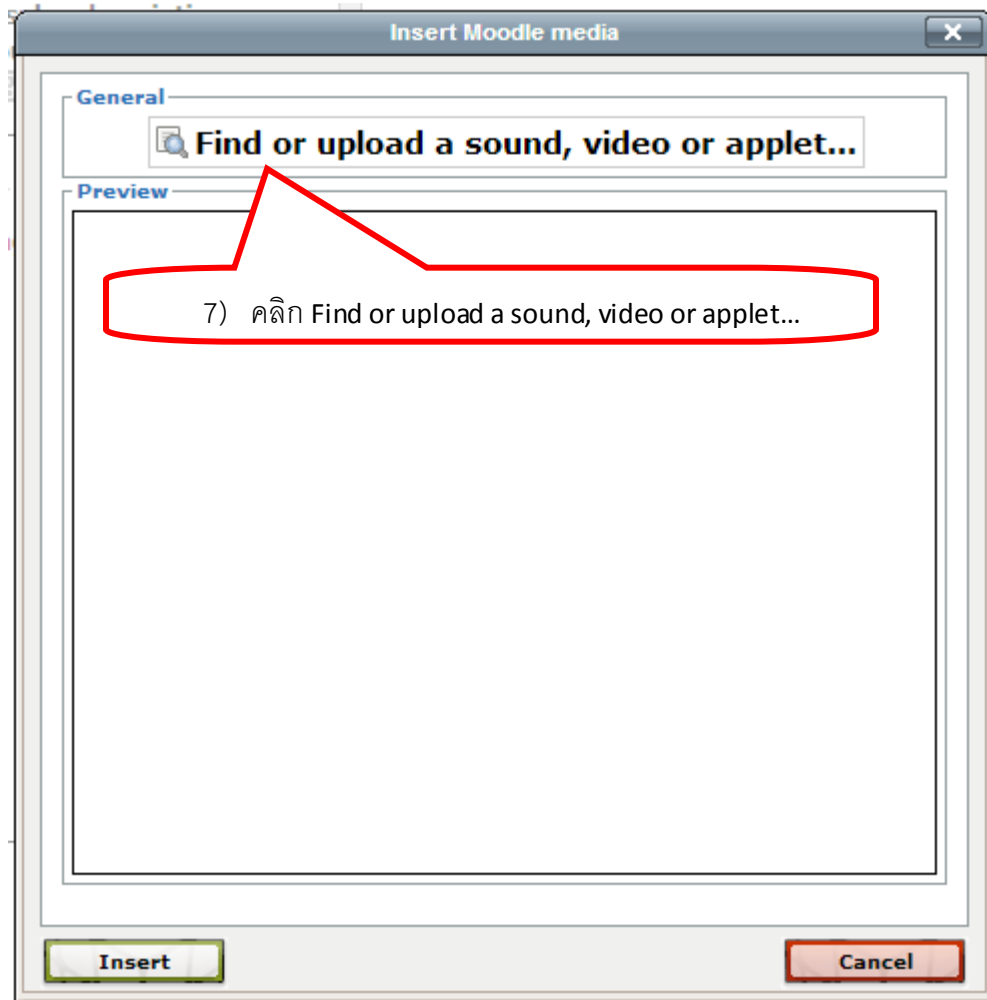 Insert Moodle media
General
Find or upload a sound, video or applet...
Preview
7) คลิก Find or upload a sound, video or applet...
Insert
Cancel